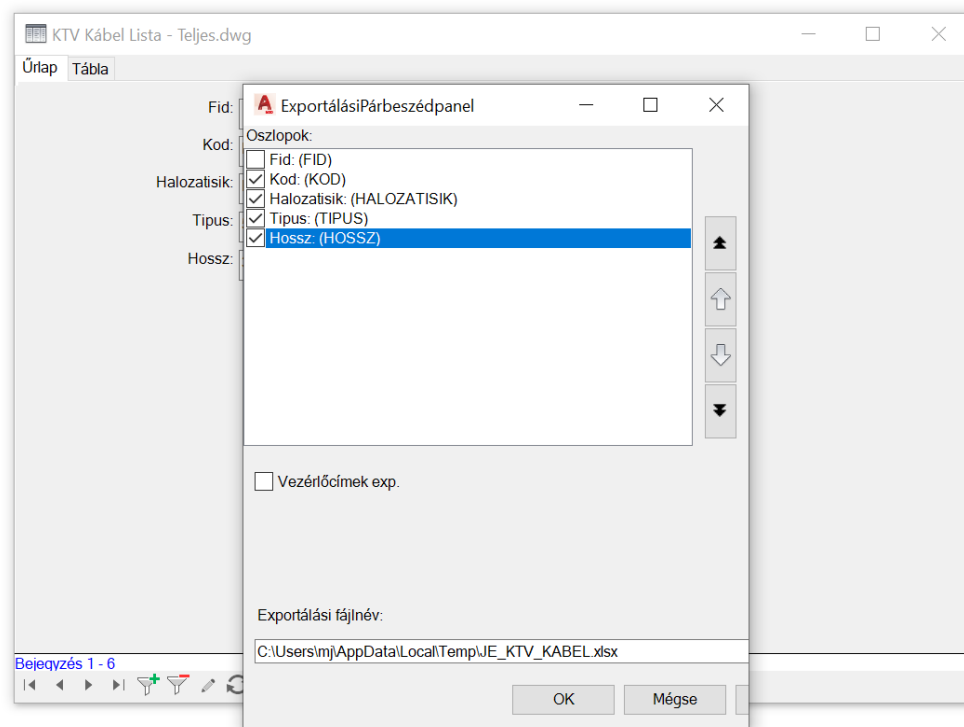 KTV Kábel Lista - Teljes.dwg
Űrlap Tábla
Fid:
Kod:
Halozatisik:
Tipus:
Hossz:
ExportálásiPárbeszédpanel
Oszlopok:
Fid: (FID)
Kod: (KOD)
Halozatisik: (HALOZATISIK)
Tipus: (TIPUS)
Hossz: (HOSSZ)
Vezérlőcímek exp.
Exportálási fájlnév:
C:\Users\mj\AppData\Local\Temp\JE_KTV_KABEL.xlsx
OK Mégse
Bejegyzés 1 - 6